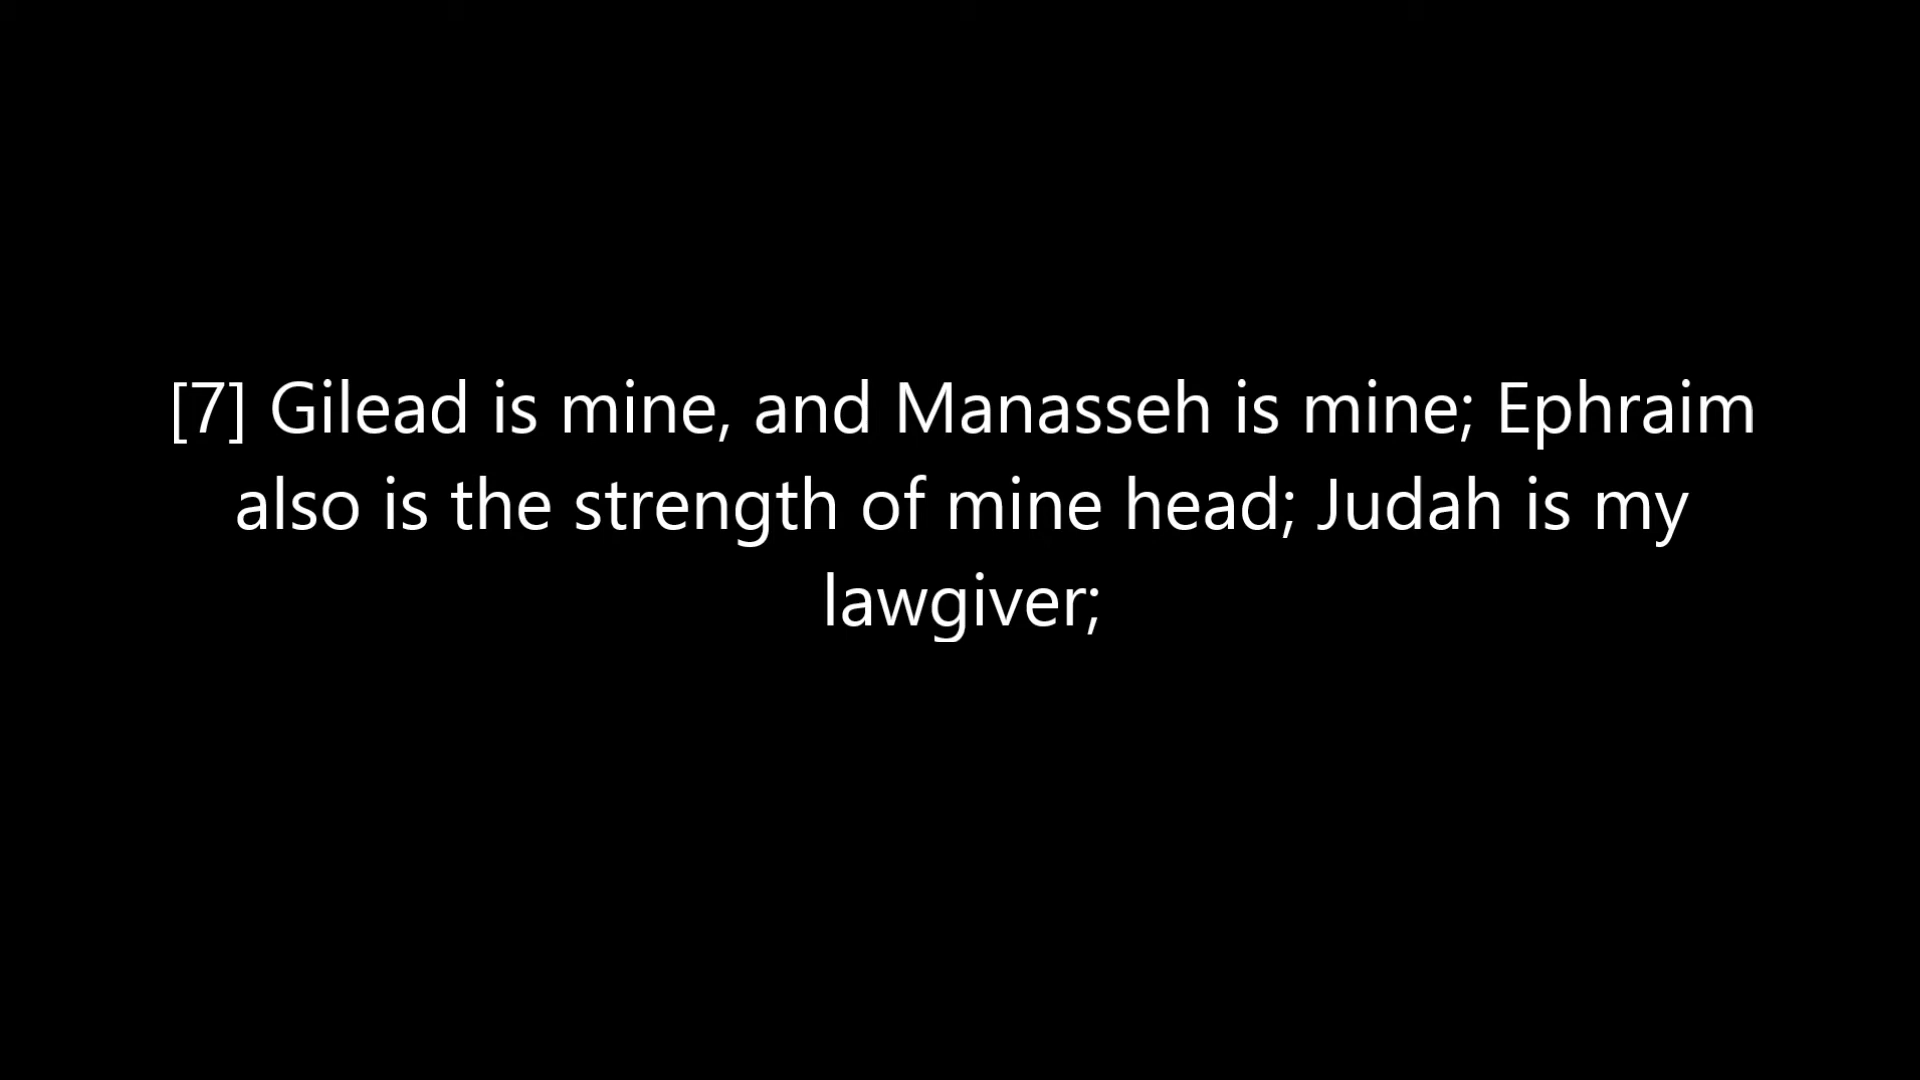 [7] Gilead is mine, and Manasseh is mine; Ephraim
also is the strength of mine head; Judah is my
lawgiver;